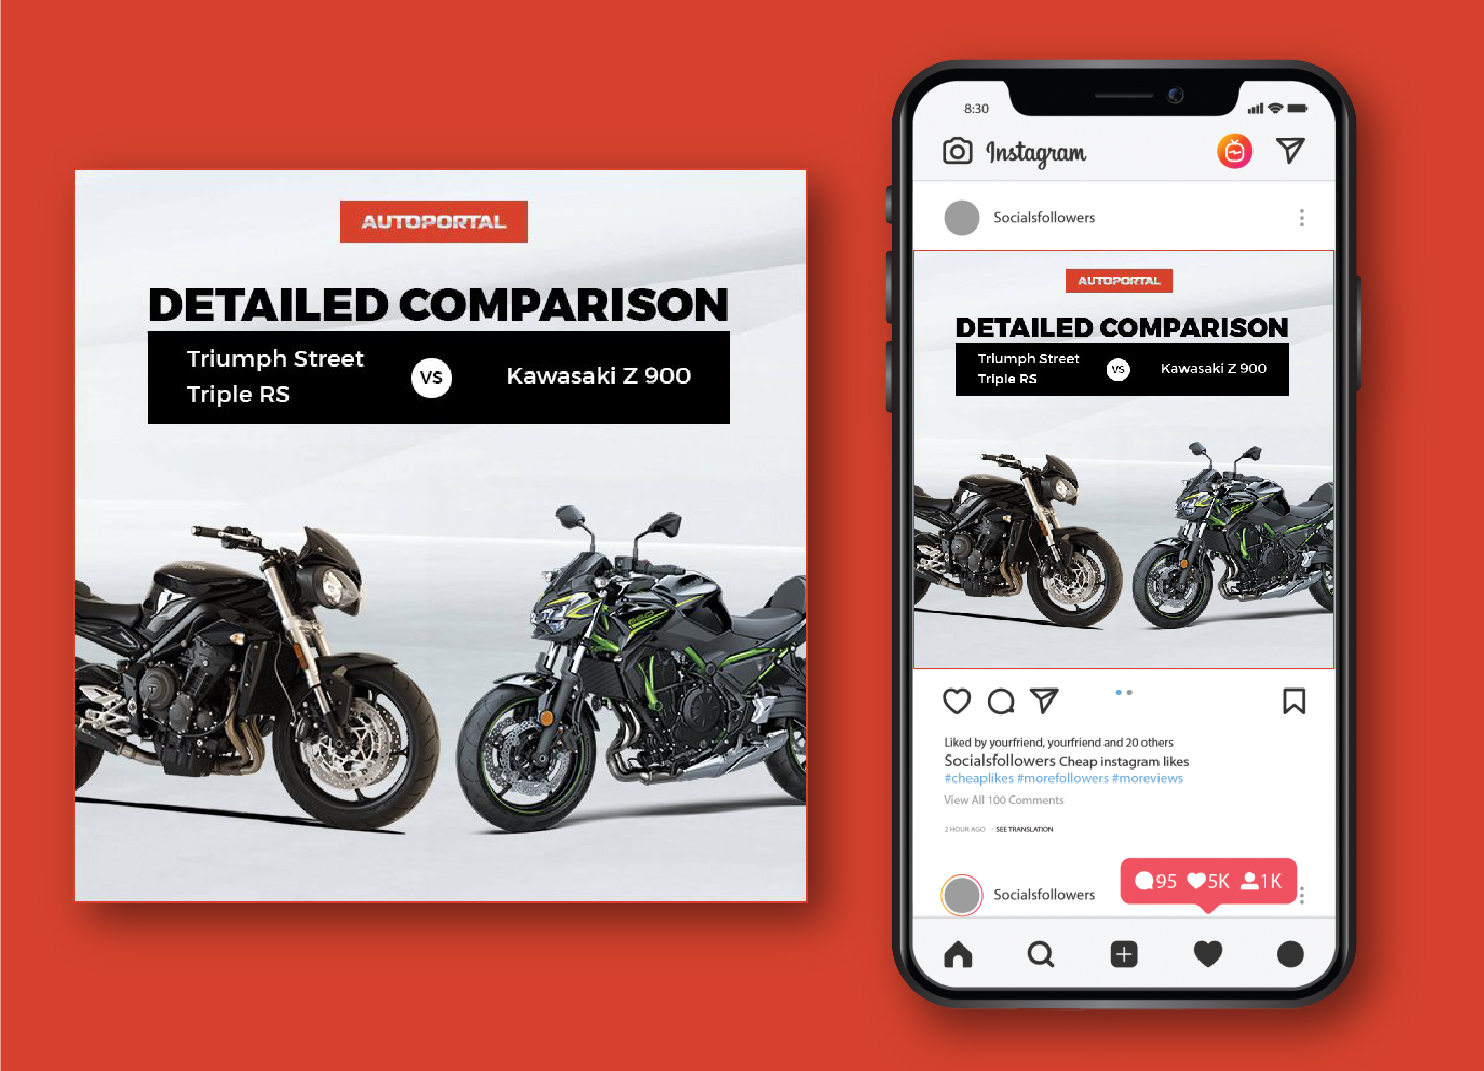 AUTOPORTAL
DETAILED COMPARISON
Triumph Street
Triple RS
VS
Kawasaki Z 900
8:30
Instagram
Socialsfollowers
AUTOPORTAL
DETAILED COMPARISON
Triumph Street
Triple RS
VS
Kawasaki Z 900
Liked by yourfriend, yourfriend and 20 others
Socialsfollowers Cheap instagram likes
#cheaplikes #morefollowers #moreviews
View All 100 Comments
2 HOUR AGO · SEE TRANSLATION
Socialsfollowers
95 5K 1K